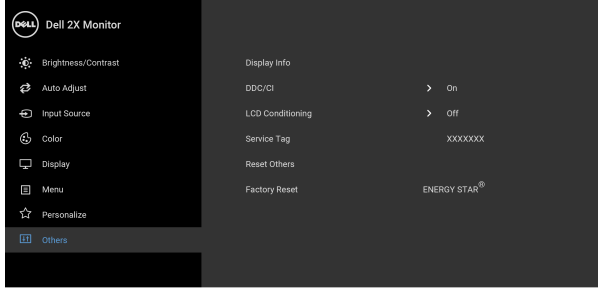 DELL Dell 2X Monitor
Brightness/Contrast
Auto Adjust
Input Source
Color
Display
Menu
Personalize
Others
Display Info
DDC/CI > On
LCD Conditioning > Off
Service Tag XXXXXXX
Reset Others
Factory Reset ENERGY STAR®